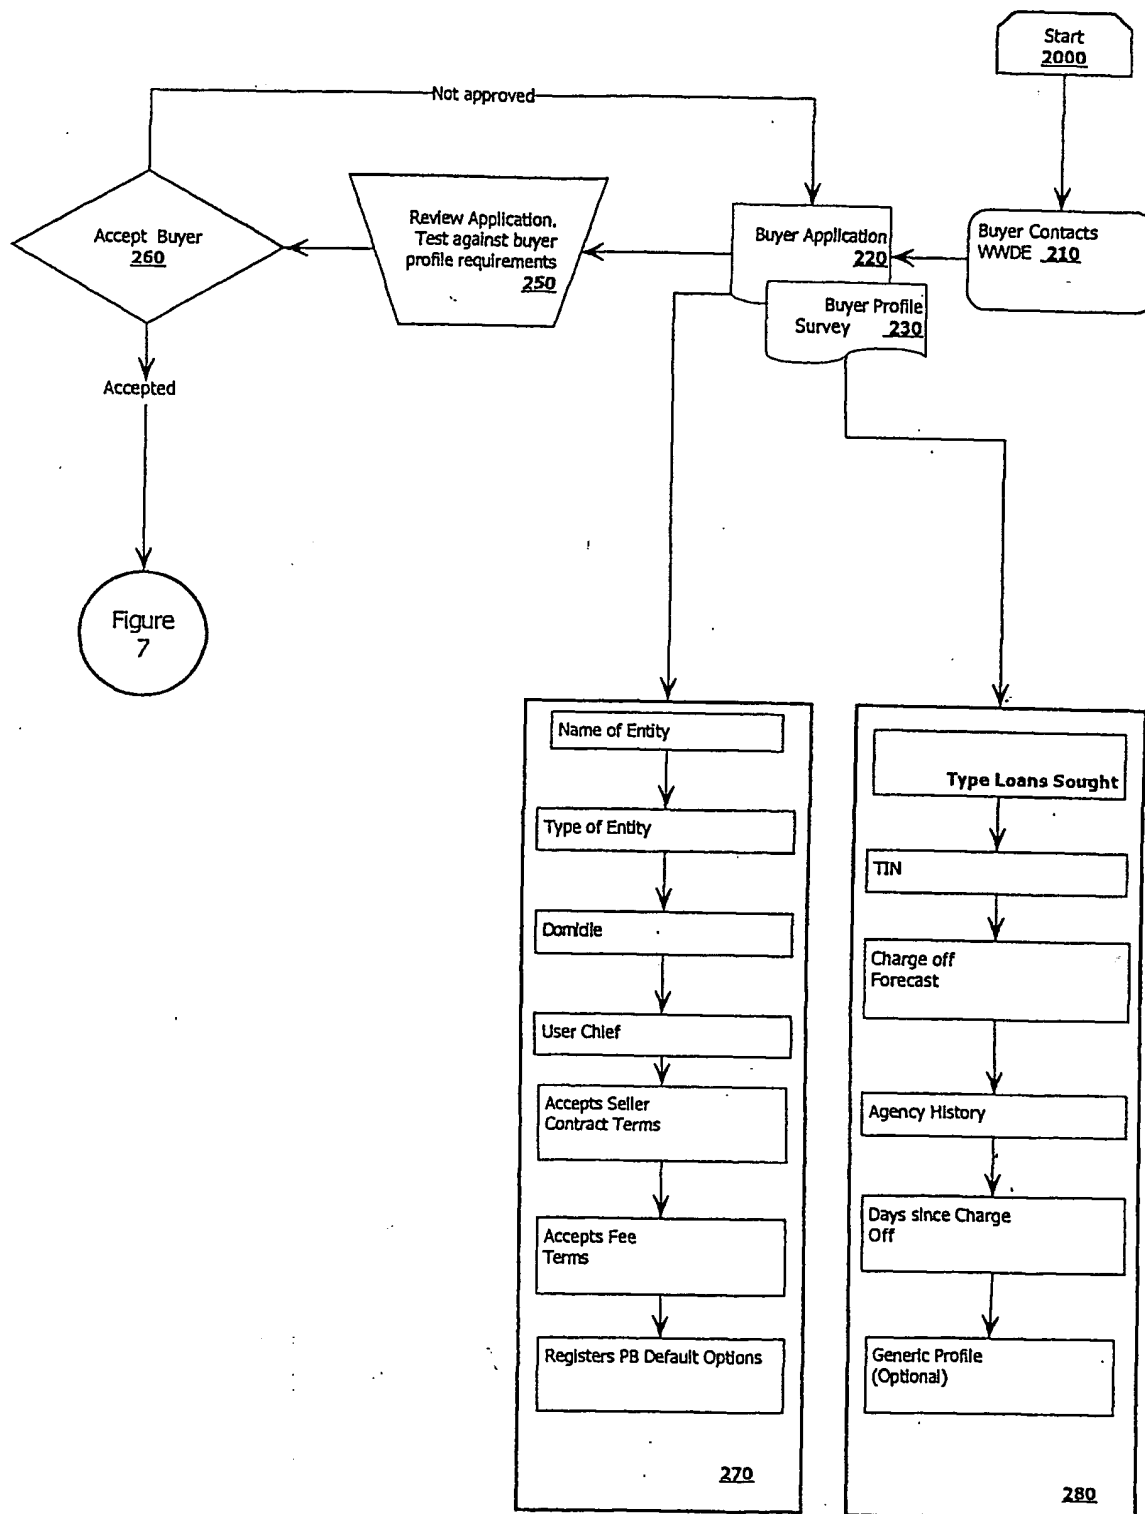 Start
2000
Not approved
Accept Buyer
260
Review Application.
Test against buyer
profile requirements
250
Buyer Application
220
Buyer Profile
Survey 230
Buyer Contacts
WWDE 210
Accepted
Figure
7
Name of Entity
Type of Entity
Domicile
User Chief
Accepts Seller
Contract Terms
Accepts Fee
Terms
Registers PB Default Options
270
Type Loans Sought
TIN
Charge off
Forecast
Agency History
Days since Charge
Off
Generic Profile
(Optional)
280